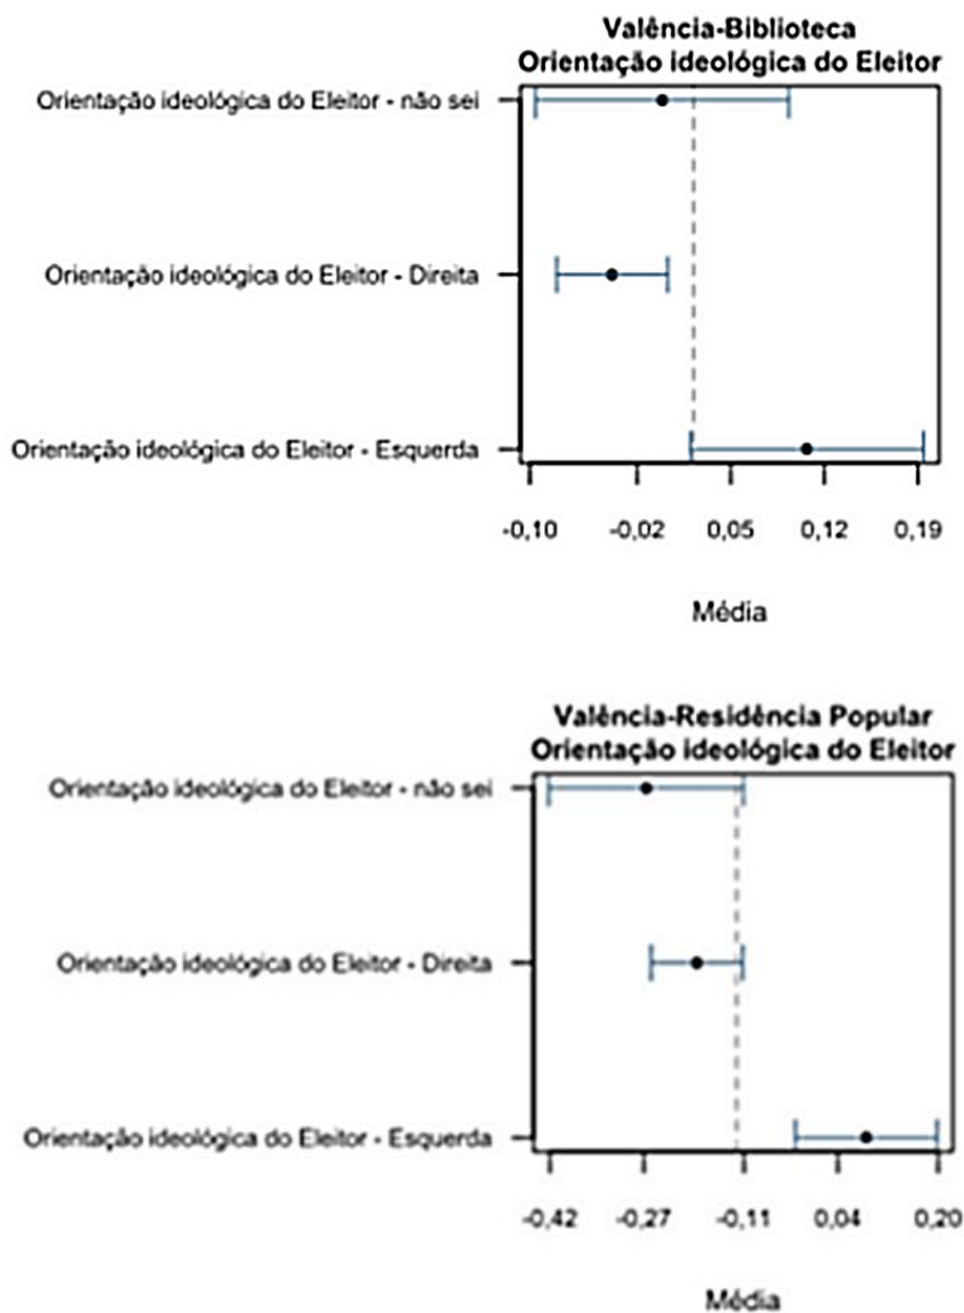 Valência-Biblioteca
Orientação ideológica do Eleitor
Orientação ideológica do Eleitor - não sei
Orientação ideológica do Eleitor - Direita
Orientação ideológica do Eleitor - Esquerda
-0,10 -0,02 0,05 0,12 0,19
Média
Valência-Residência Popular
Orientação ideológica do Eleitor
Orientação ideológica do Eleitor - não sei
Orientação ideológica do Eleitor - Direita
Orientação ideológica do Eleitor - Esquerda
-0,42 -0,27 -0,11 0,04 0,20
Média